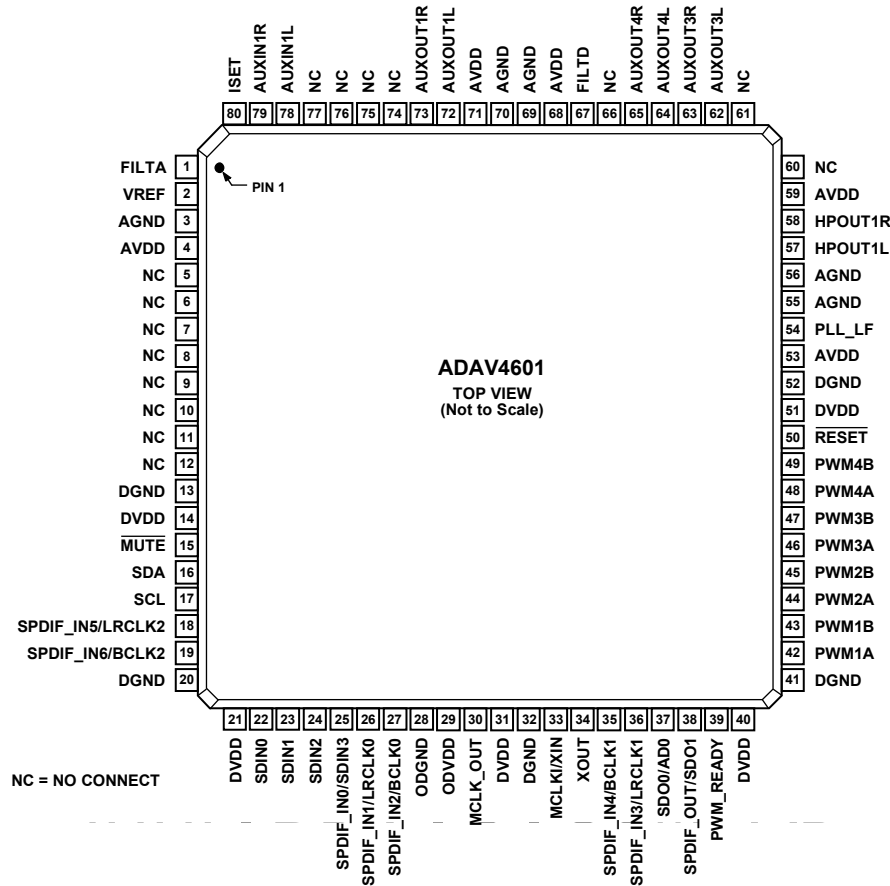 ISET
AUXIN1R
AUXIN1L
NC
NC
NC
NC
AUXOUT1R
AUXOUT1L
AVDD
AGND
AGND
AVDD
FILTD
NC
AUXOUT4R
AUXOUT4L
AUXOUT3R
AUXOUT3L
NC
80 79 78 77 76 75 74 73 72 71 70 69 68 67 66 65 64 63 62 61
FILTA 1
VREF 2
AGND 3
AVDD 4
NC 5
NC 6
NC 7
NC 8
NC 9
NC 10
NC 11
NC 12
DGND 13
DVDD 14
MUTE 15
SDA 16
SCL 17
SPDIF_IN5/LRCLK2 18
SPDIF_IN6/BCLK2 19
DGND 20
PIN 1
ADAV4601
TOP VIEW
(Not to Scale)
60 NC
59 AVDD
58 HPOUT1R
57 HPOUT1L
56 AGND
55 AGND
54 PLL_LF
53 AVDD
52 DGND
51 DVDD
50 RESET
49 PWM4B
48 PWM4A
47 PWM3B
46 PWM3A
45 PWM2B
44 PWM2A
43 PWM1B
42 PWM1A
41 DGND
21 22 23 24 25 26 27 28 29 30 31 32 33 34 35 36 37 38 39 40
DVDD
SDIN0
SDIN1
SDIN2
SPDIF_IN0/SDIN3
SPDIF_IN1/LRCLK0
SPDIF_IN2/BCLK0
ODGND
ODVDD
MCLK_OUT
DVDD
DGND
MCLKI/XIN
XOUT
SPDIF_IN4/BCLK1
SPDIF_IN3/LRCLK1
SDO0/AD0
SPDIF_OUT/SDO1
PWM_READY
DVDD
NC = NO CONNECT